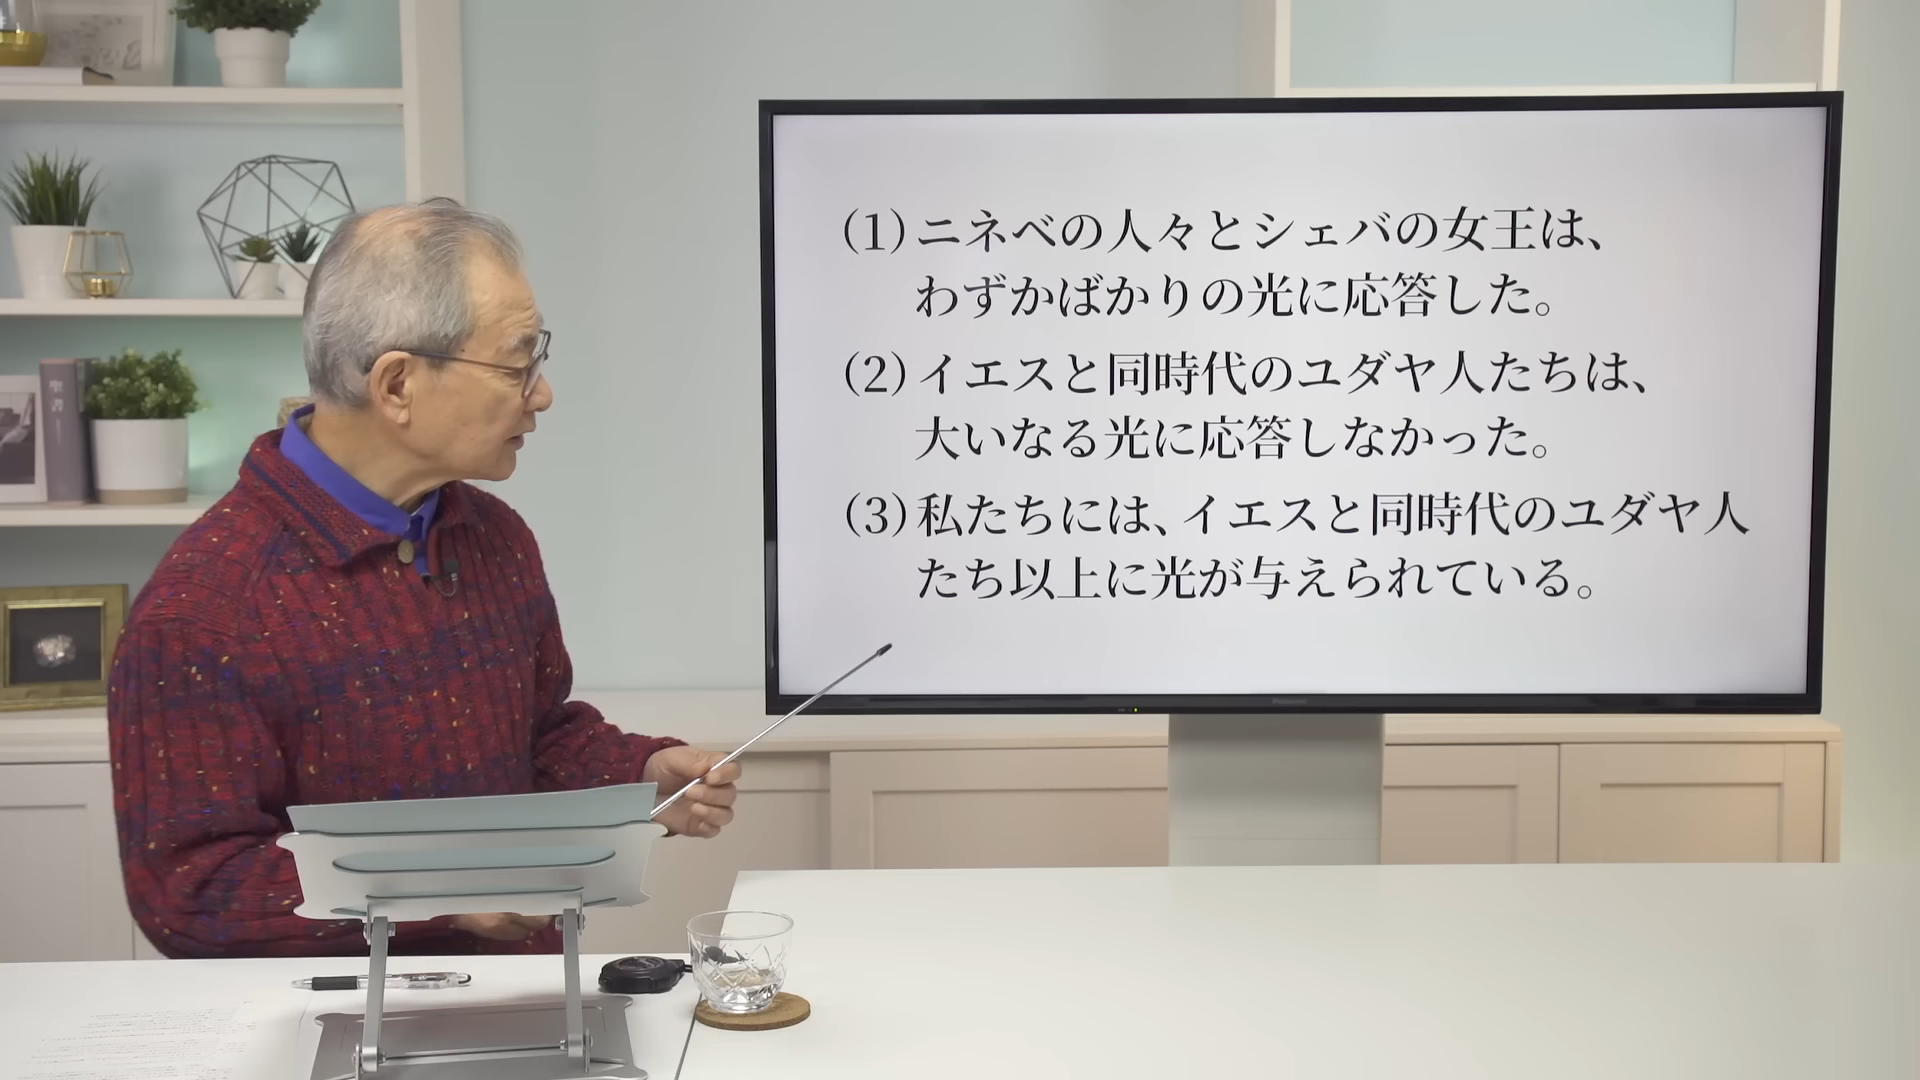 (1)ニネベの人々とシェバの女王は、
わずかばかりの光に応答した。
(2)イエスと同時代のユダヤ人たちは、
大いなる光に応答しなかった。
(3)私たちには、イエスと同時代のユダヤ人
たち以上に光が与えられている。
聖書
Panasonic